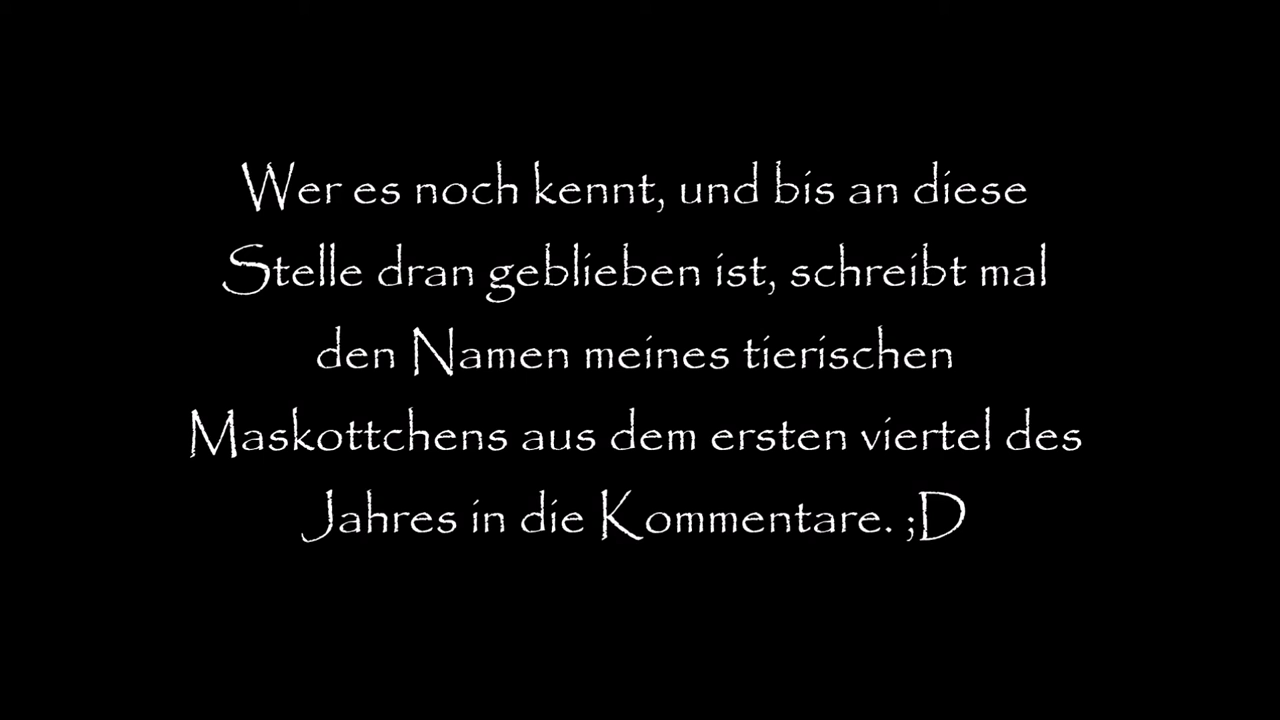 Wer es noch kennt, und bis an diese
Stelle dran geblieben ist, schreibt mal
den Namen meines tierischen
Maskottchens aus dem ersten viertel des
Jahres in die Kommentare. ;D